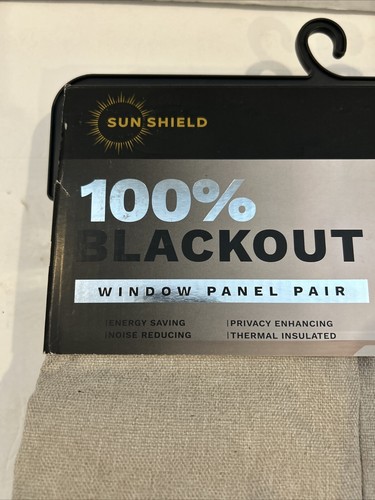 SUN SHIELD
100%
BLACKOUT
WINDOW PANEL PAIR
ENERGY SAVING
PRIVACY ENHANCING
NOISE REDUCING
THERMAL INSULATED